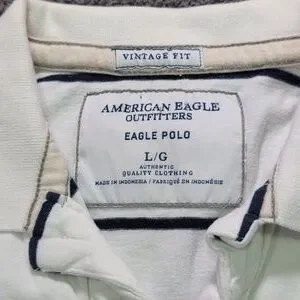 VINTAGE FIT
AMERICAN EAGLE
OUTFITTERS
EAGLE POLO
L/G
AUTHENTIC
QUALITY CLOTHING
MADE IN INDONESIA / FABRIQUÉ EN INDONÉSIE